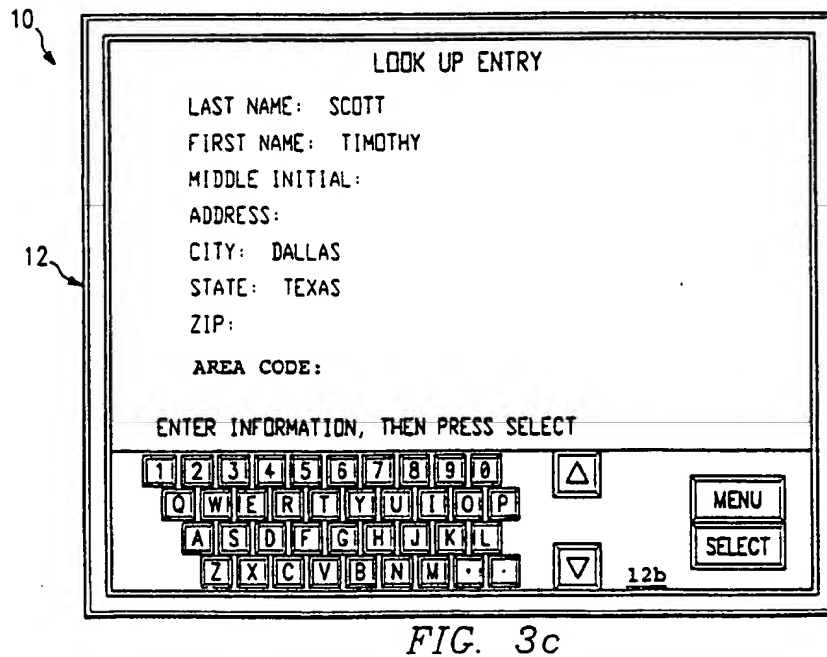 10
LOOK UP ENTRY
LAST NAME: SCOTT
FIRST NAME: TIMOTHY
MIDDLE INITIAL:
ADDRESS:
12
CITY: DALLAS
STATE: TEXAS
ZIP:
AREA CODE:
ENTER INFORMATION, THEN PRESS SELECT
1 2 3 4 5 6 7 8 9 0
Q W E R T Y U I O P
MENU
A S D F G H J K L
SELECT
Z X C V B N M
12b
FIG. 3c